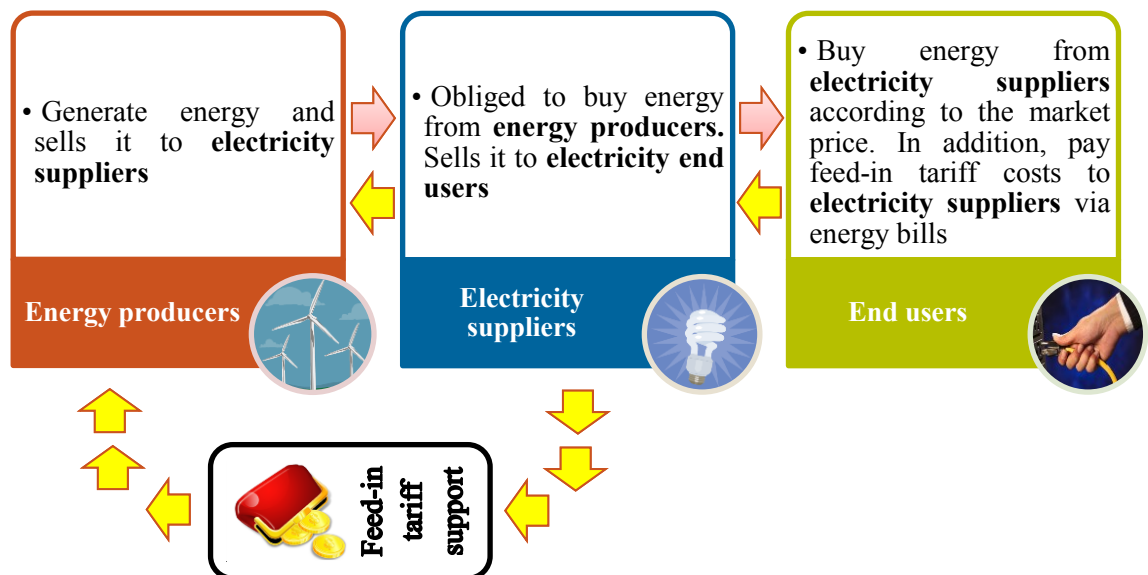 • Generate energy and
sells it to electricity
suppliers
Energy producers
• Obliged to buy energy
from energy producers.
Sells it to electricity end
users
Electricity
suppliers
• Buy energy from
electricity suppliers
according to the market
price. In addition, pay
feed-in tariff costs to
electricity suppliers via
energy bills
End users
Feed-in
tariff
support